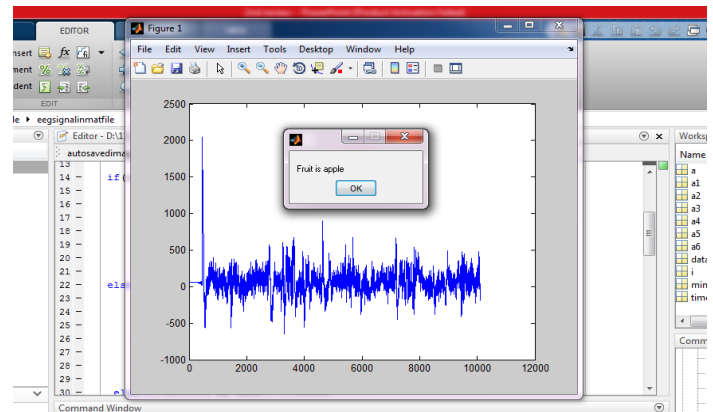 EDITOR
Figure 1
File Edit View Insert Tools Desktop Window Help
nsert
fx
ment
dent
EDIT
eegsignalinmatfile
Editor - D:\1
Works
autosavedima
Name
13
14
if
15
16
17
18
19
20
21
22
els
23
24
25
26
27
28
29
30
el
a
a1
a2
a3
a4
a5
a6
data
i
min
time
Comm
2500
2000
1500
1000
500
0
-500
-1000
0 2000 4000 6000 8000 10000 12000
Fruit is apple
OK
Command Window